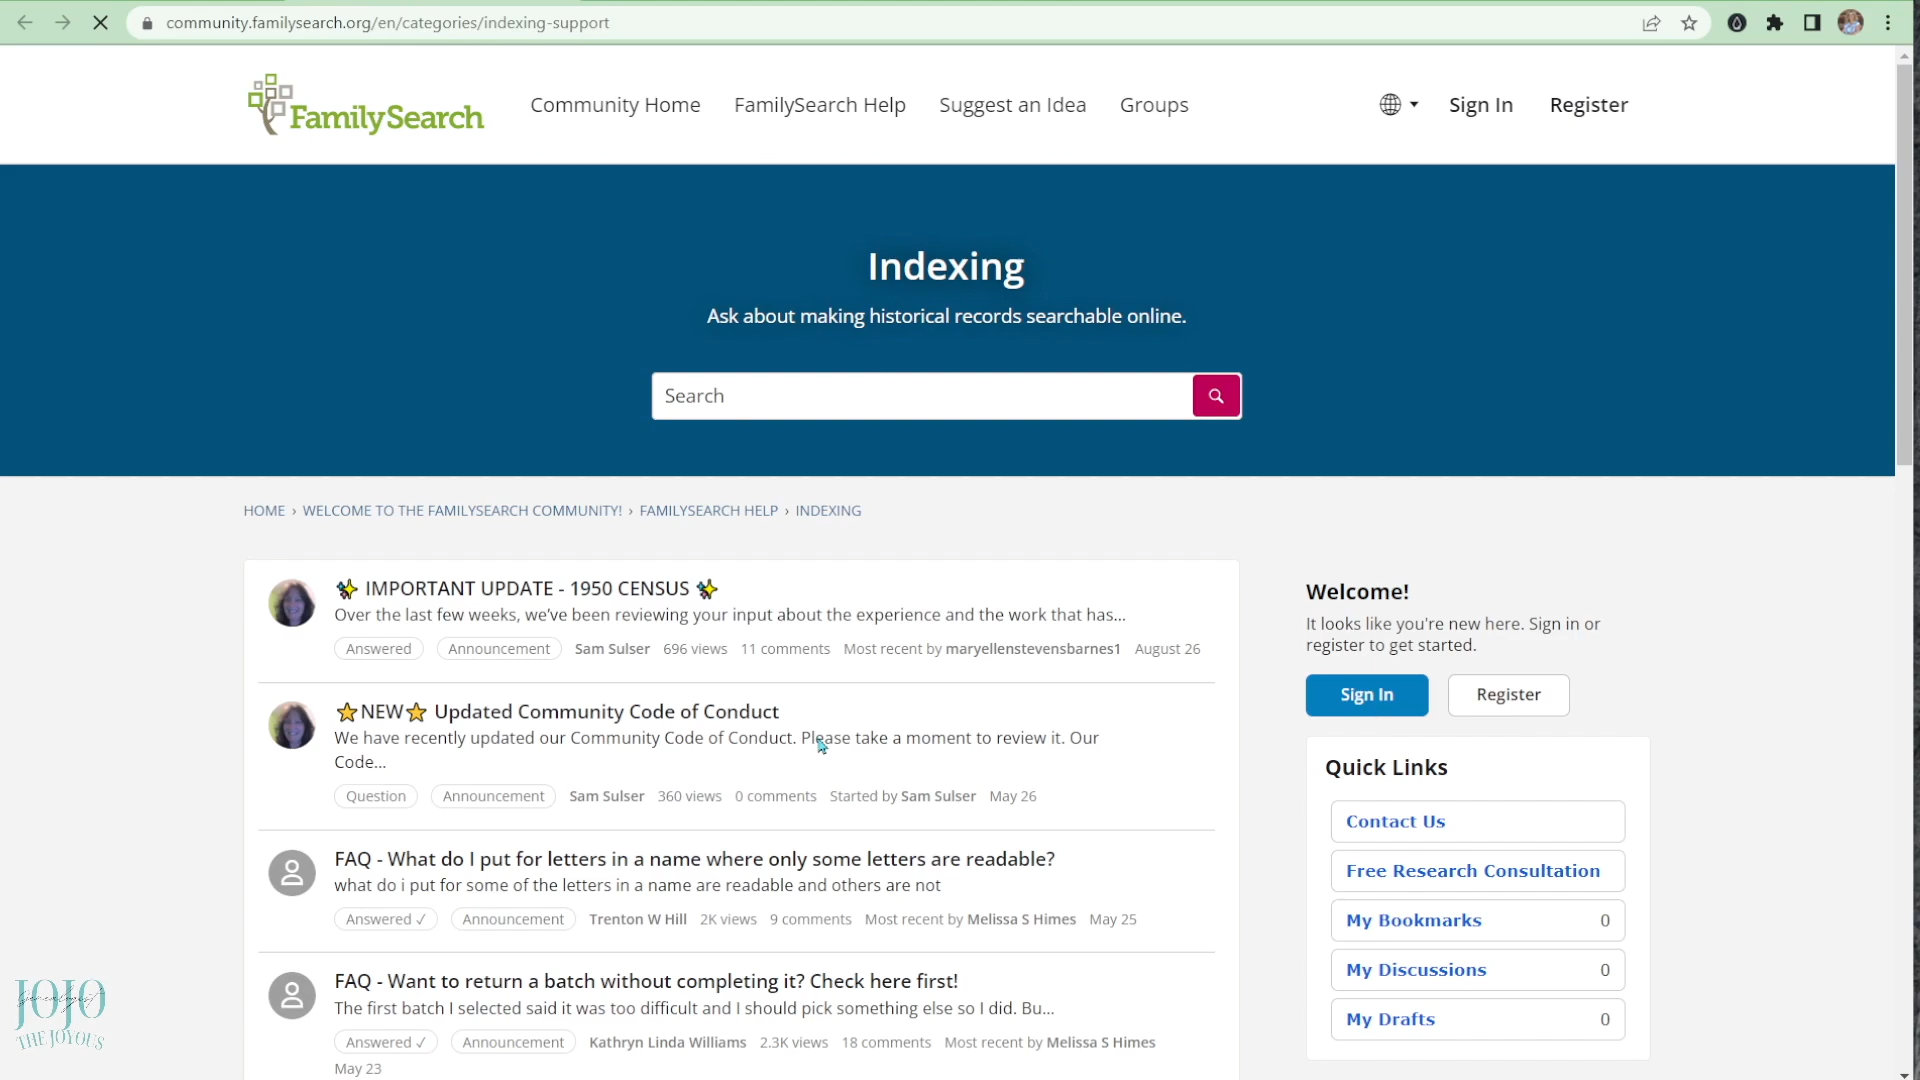 community.familysearch.org/en/categories/indexing-support
FamilySearch
Community Home
FamilySearch Help
Suggest an Idea
Groups
Sign In
Register
Indexing
Ask about making historical records searchable online.
Search
HOME › WELCOME TO THE FAMILYSEARCH COMMUNITY! › FAMILYSEARCH HELP › INDEXING
✨ IMPORTANT UPDATE - 1950 CENSUS ✨
Over the last few weeks, we've been reviewing your input about the experience and the work that has...
Answered Announcement Sam Sulser 696 views 11 comments Most recent by maryellenstevensbarnes1 August 26
⭐NEW⭐ Updated Community Code of Conduct
We have recently updated our Community Code of Conduct. Please take a moment to review it. Our
Code...
Question Announcement Sam Sulser 360 views 0 comments Started by Sam Sulser May 26
FAQ - What do I put for letters in a name where only some letters are readable?
what do i put for some of the letters in a name are readable and others are not
Answered ✓ Announcement Trenton W Hill 2K views 9 comments Most recent by Melissa S Himes May 25
FAQ - Want to return a batch without completing it? Check here first!
The first batch I selected said it was too difficult and I should pick something else so I did. Bu...
Answered ✓ Announcement Kathryn Linda Williams 2.3K views 18 comments Most recent by Melissa S Himes
May 23
Welcome!
It looks like you're new here. Sign in or
register to get started.
Sign In
Register
Quick Links
Contact Us
Free Research Consultation
My Bookmarks 0
My Discussions 0
My Drafts 0
JOJO
Genealogist
THE JOYOUS